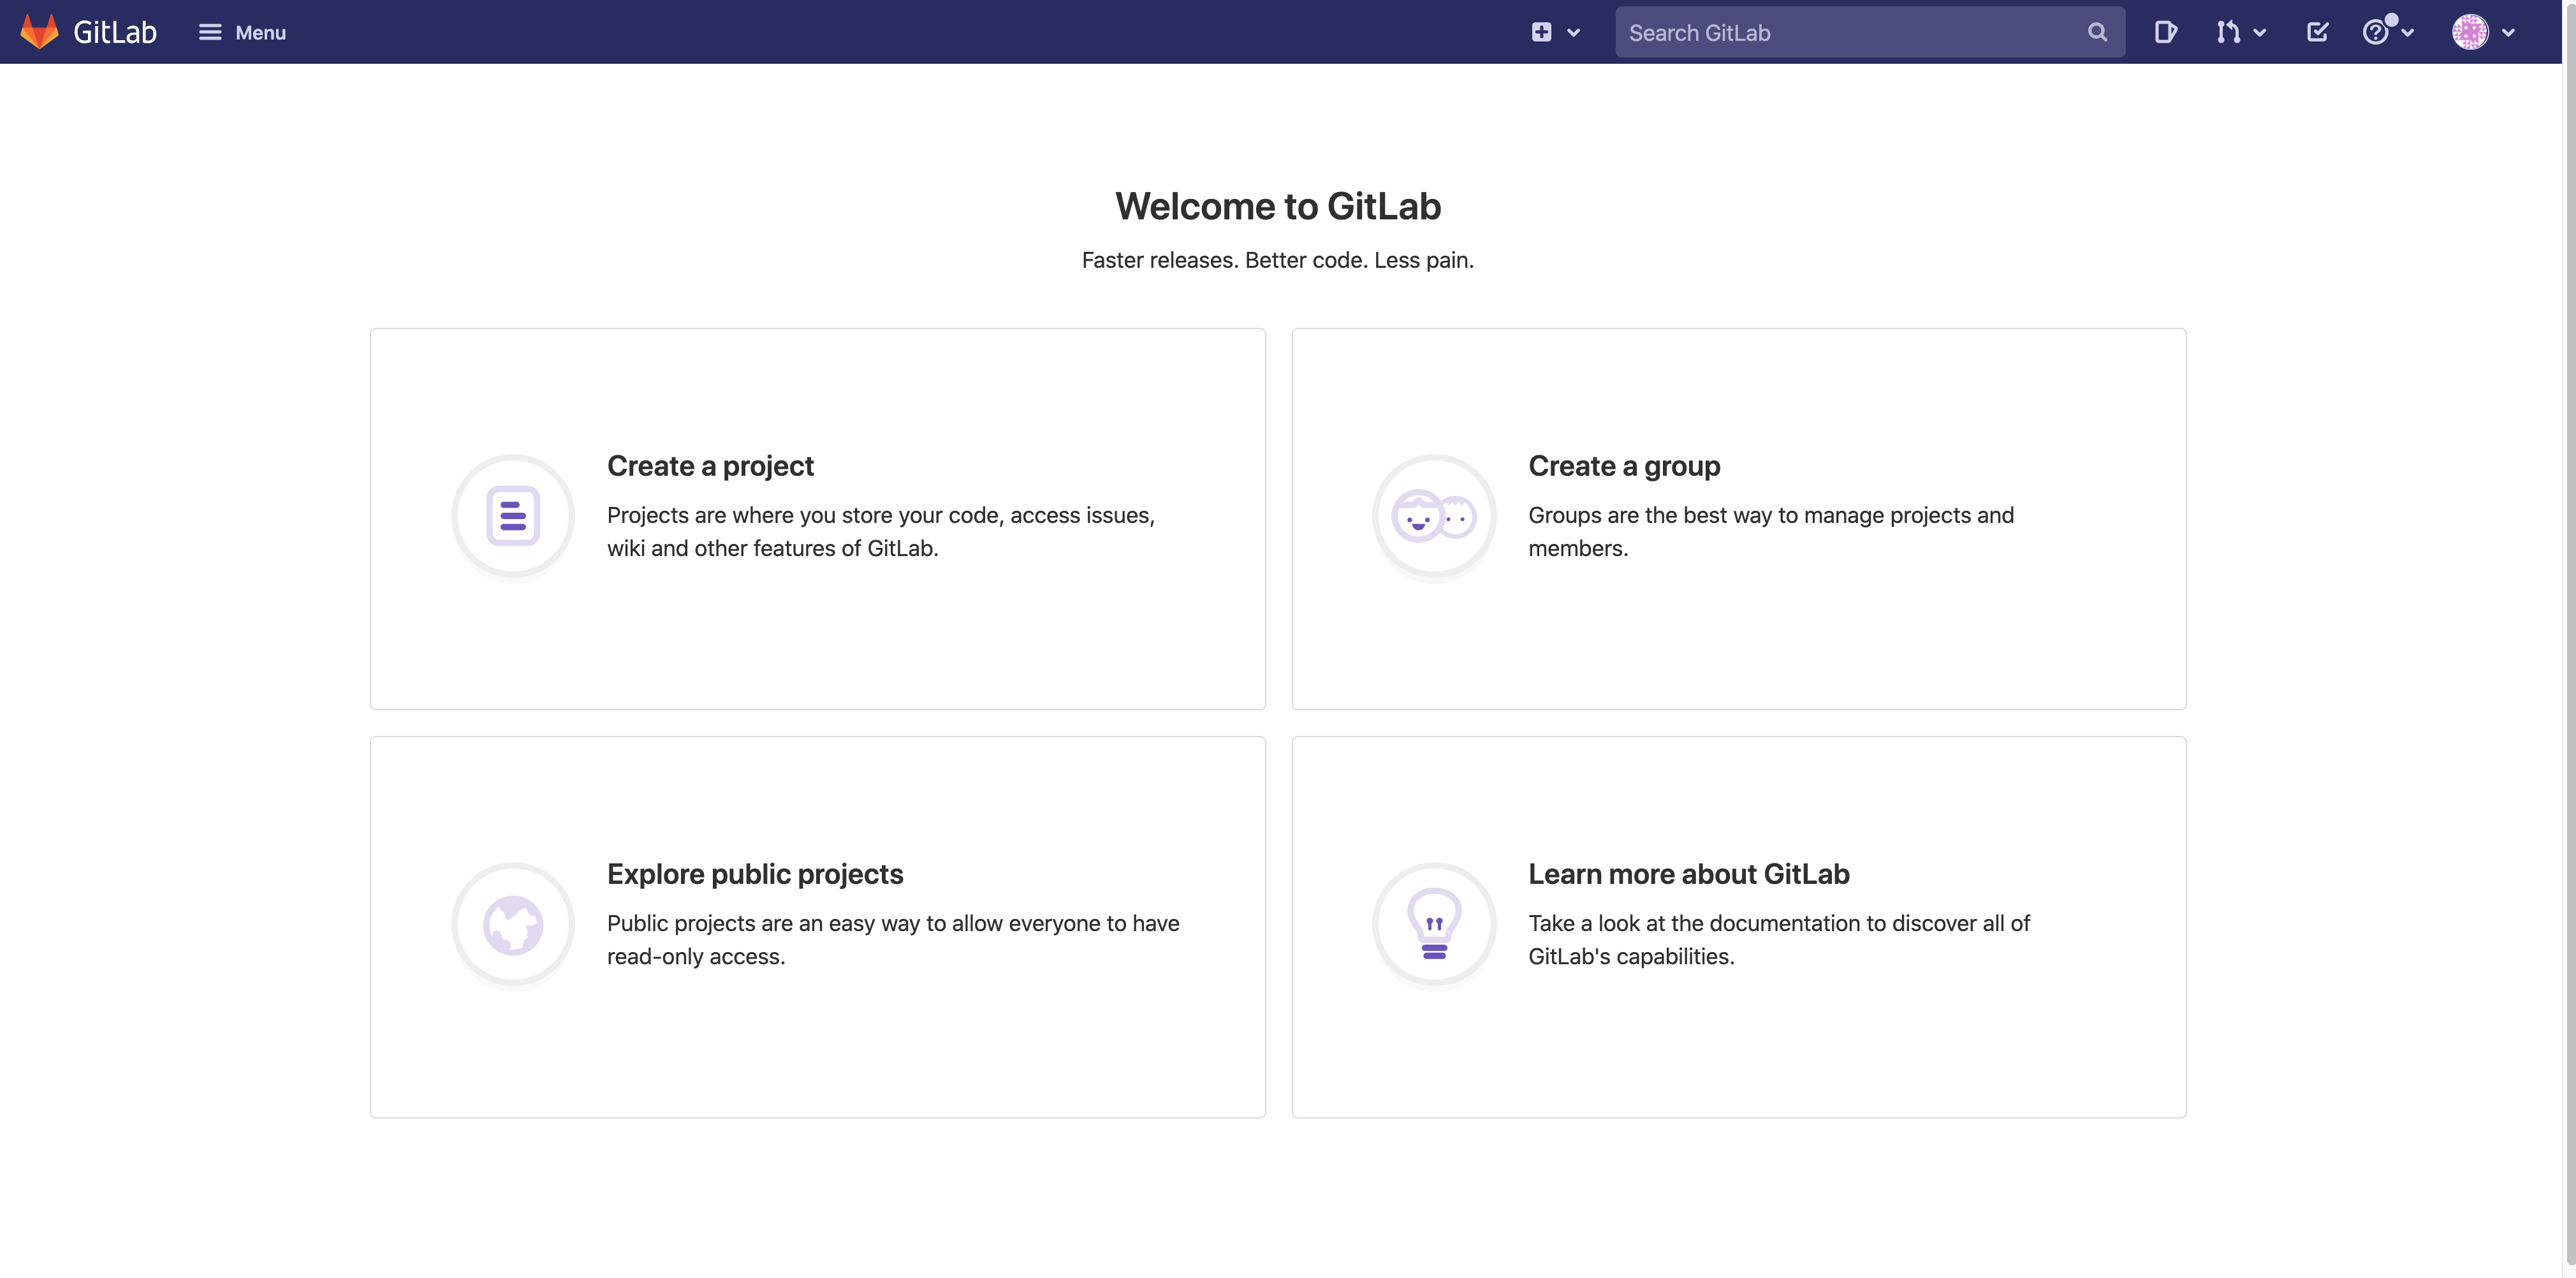 GitLab
Menu
Search GitLab
Welcome to GitLab
Faster releases. Better code. Less pain.
Create a project
Projects are where you store your code, access issues,
wiki and other features of GitLab.
Create a group
Groups are the best way to manage projects and
members.
Explore public projects
Public projects are an easy way to allow everyone to have
read-only access.
Learn more about GitLab
Take a look at the documentation to discover all of
GitLab's capabilities.